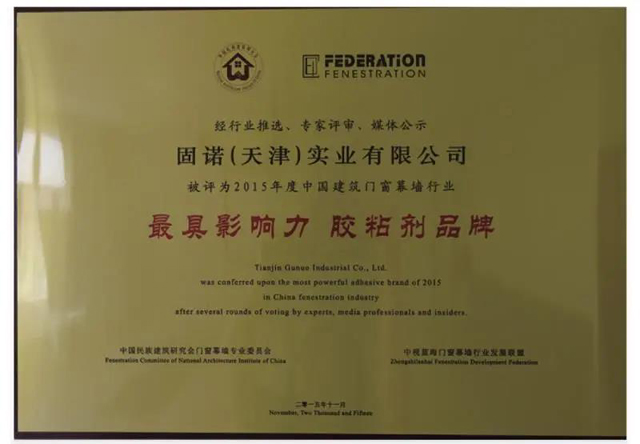 FEDERATION
FENESTRATION
经行业推选、专家评审、媒体公示
固诺(天津)实业有限公司
被评为2015年度中国建筑门窗幕墙行业
最具影响力 胶粘剂品牌
Tianjin Gunuo Industrial Co., Ltd.
was conferred upon the most powerful adhesive brand of 2015
in China fenestration industry
after several rounds of voting by experts, media professionals and insiders.
中国民族建筑研究会门窗幕墙专业委员会
Fenestration Committee of National Architecture Institute of China
中视蓝海门窗幕墙行业发展联盟
Zhongshilanhai Fenestration Development Federation
二零一五年十一月
November, Two Thousand and Fifteen